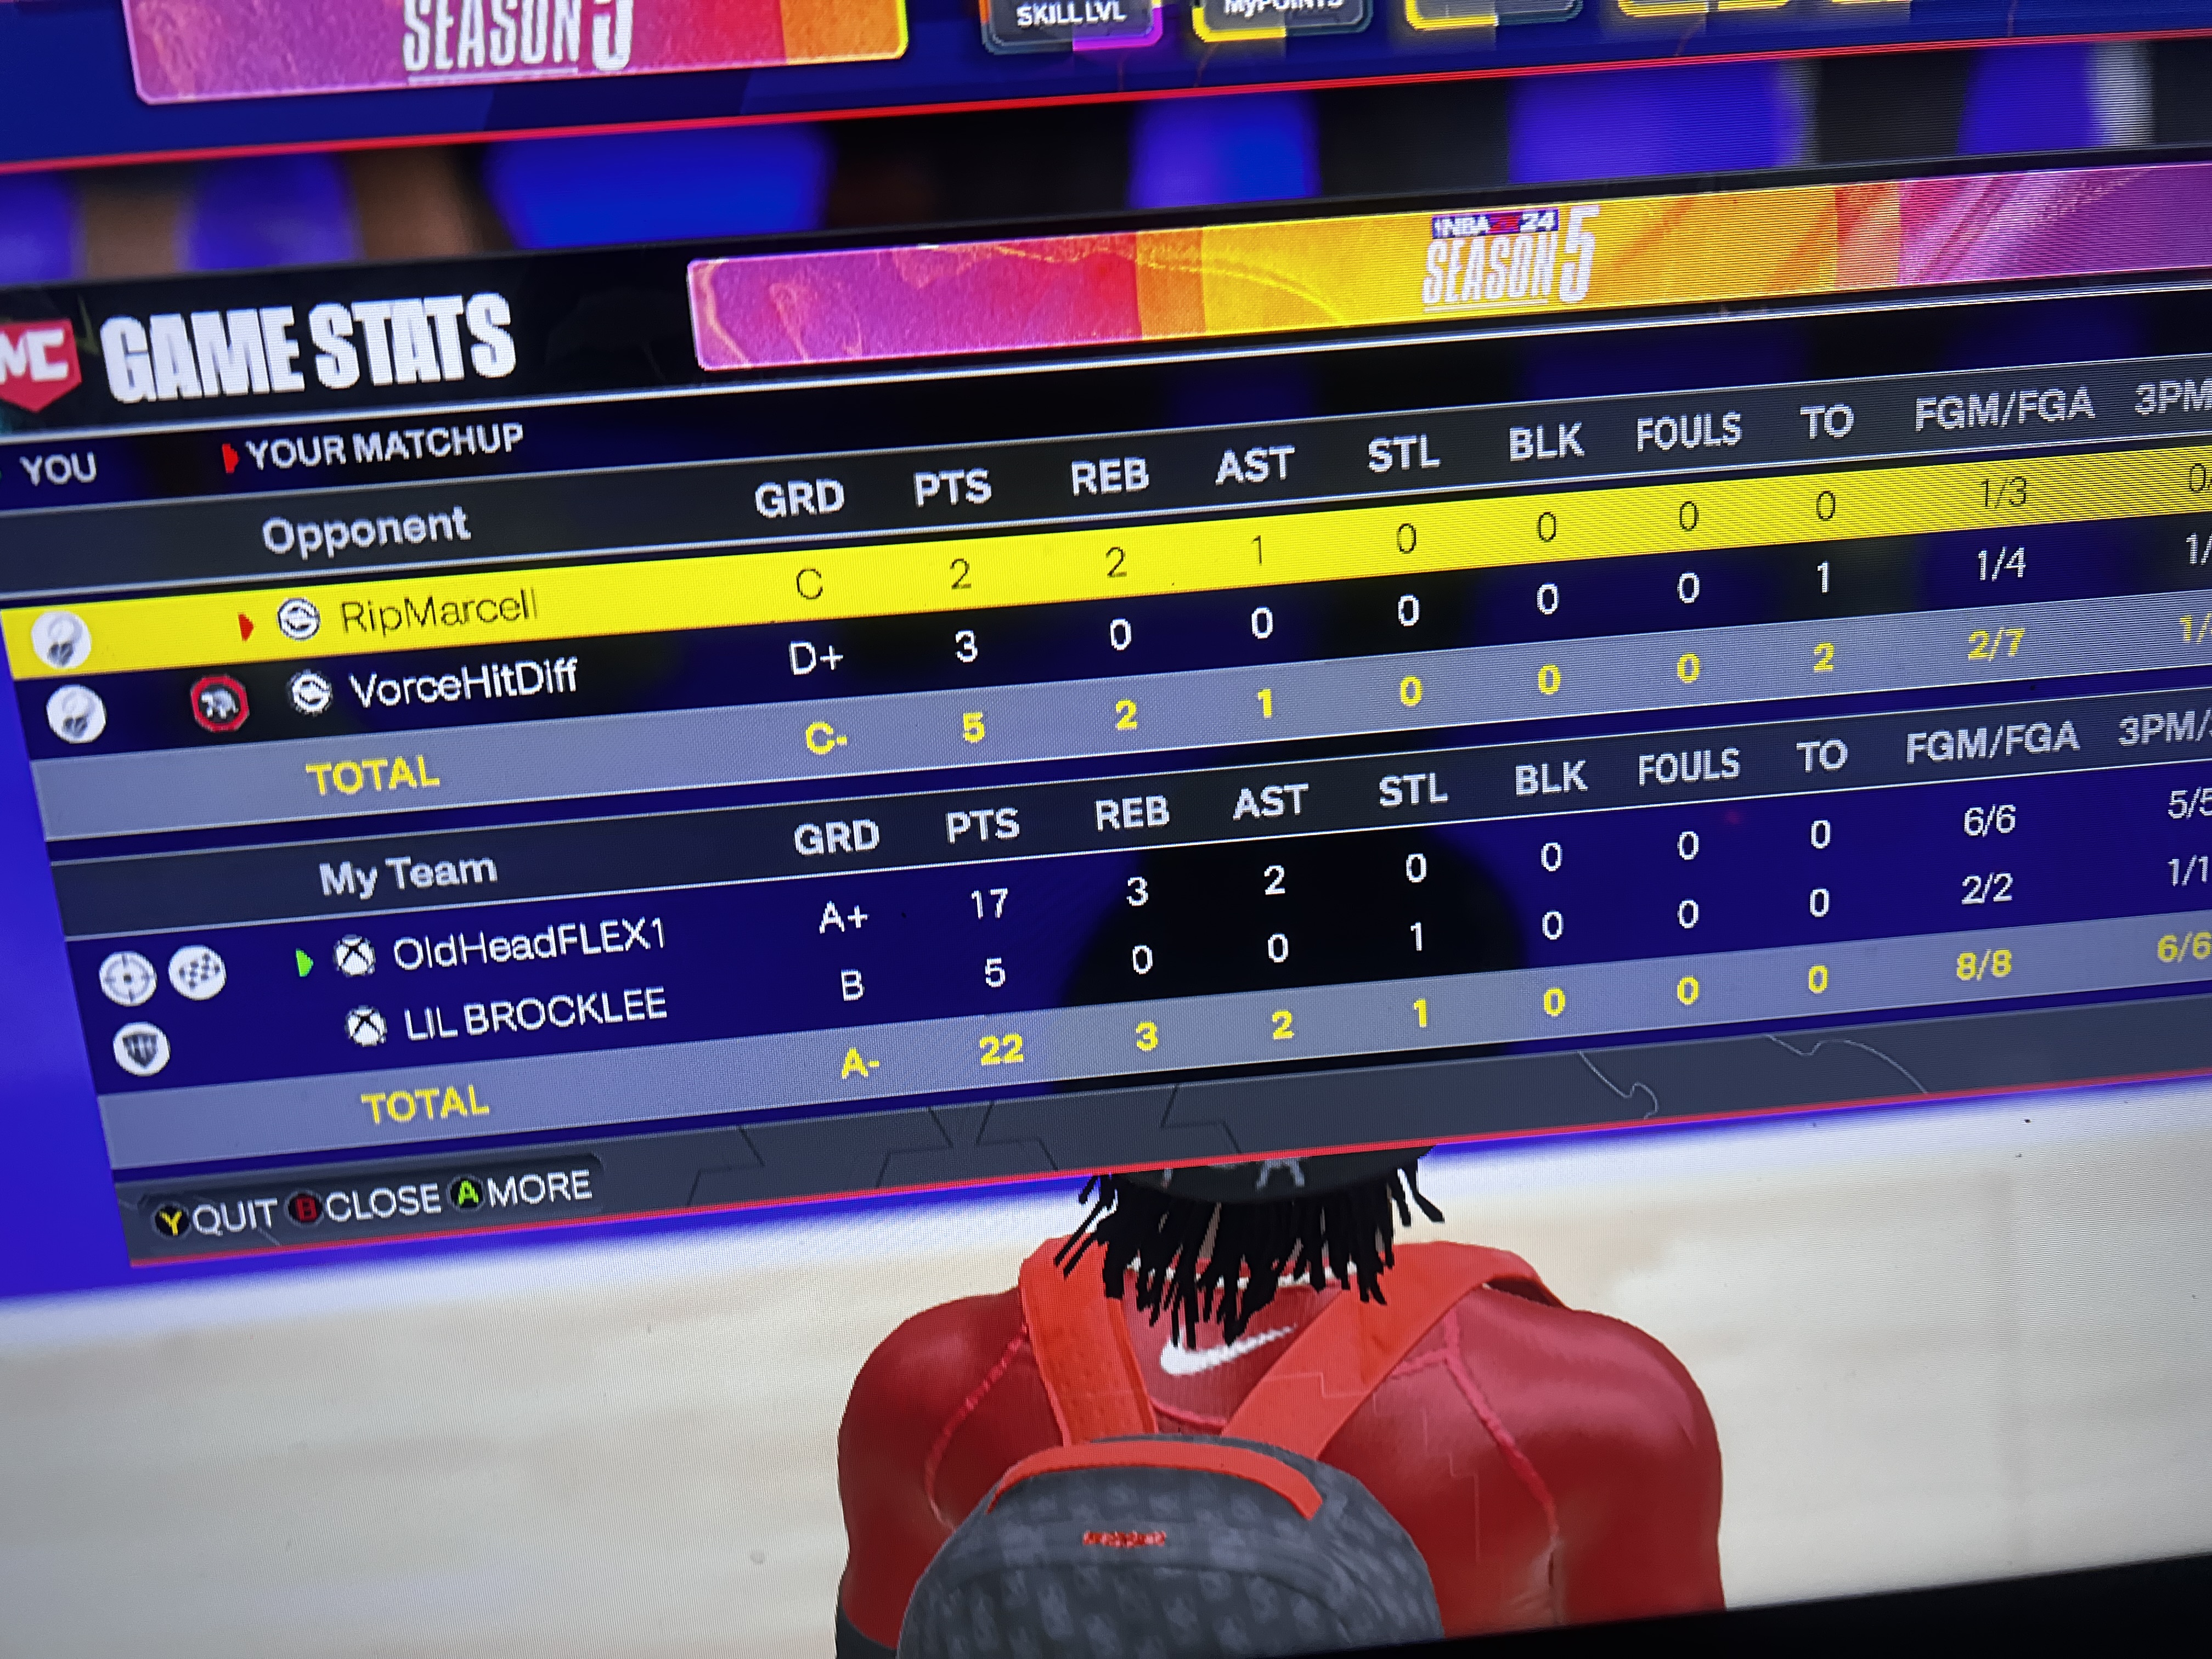 SEASON 5
SKILL LVL
MyPOINTS
NBA 24
SEASON 5
GAME STATS
YOU YOUR MATCHUP
Opponent GRD PTS REB AST STL BLK FOULS TO FGM/FGA 3PM
RipMarcell C 2 2 1 0 0 0 0 1/3 0/
VorceHitDiff D+ 3 0 0 0 0 0 1 1/4 1/
TOTAL C- 5 2 1 0 0 0 2 2/7 1/
My Team GRD PTS REB AST STL BLK FOULS TO FGM/FGA 3PM/
OldHeadFLEX1 A+ 17 3 2 0 0 0 0 6/6 5/5
LIL BROCKLEE B 5 0 0 1 0 0 0 2/2 1/1
TOTAL A- 22 3 2 1 0 0 0 8/8 6/6
Y QUIT B CLOSE A MORE